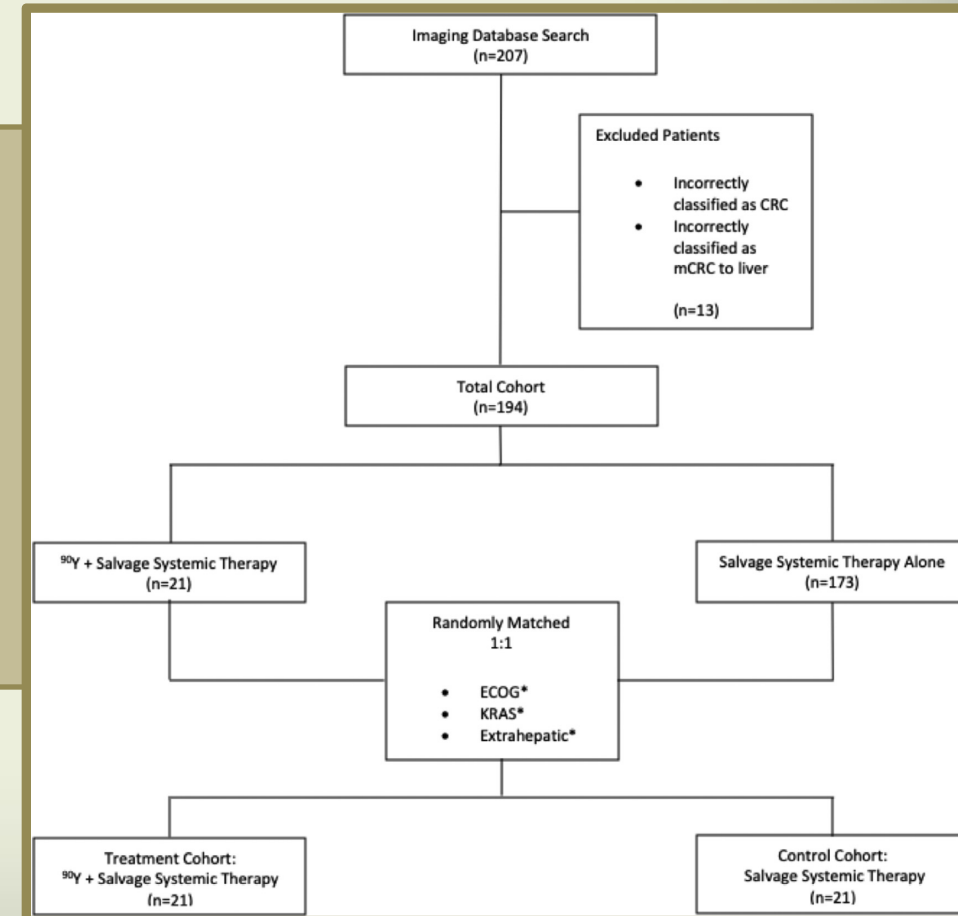 Imaging Database Search
(n=207)
Excluded Patients
• Incorrectly
classified as CRC
• Incorrectly
classified as
mCRC to liver
(n=13)
Total Cohort
(n=194)
⁹⁰Y + Salvage Systemic Therapy
(n=21)
Salvage Systemic Therapy Alone
(n=173)
Randomly Matched
1:1
• ECOG*
• KRAS*
• Extrahepatic*
Treatment Cohort:
⁹⁰Y + Salvage Systemic Therapy
(n=21)
Control Cohort:
Salvage Systemic Therapy
(n=21)